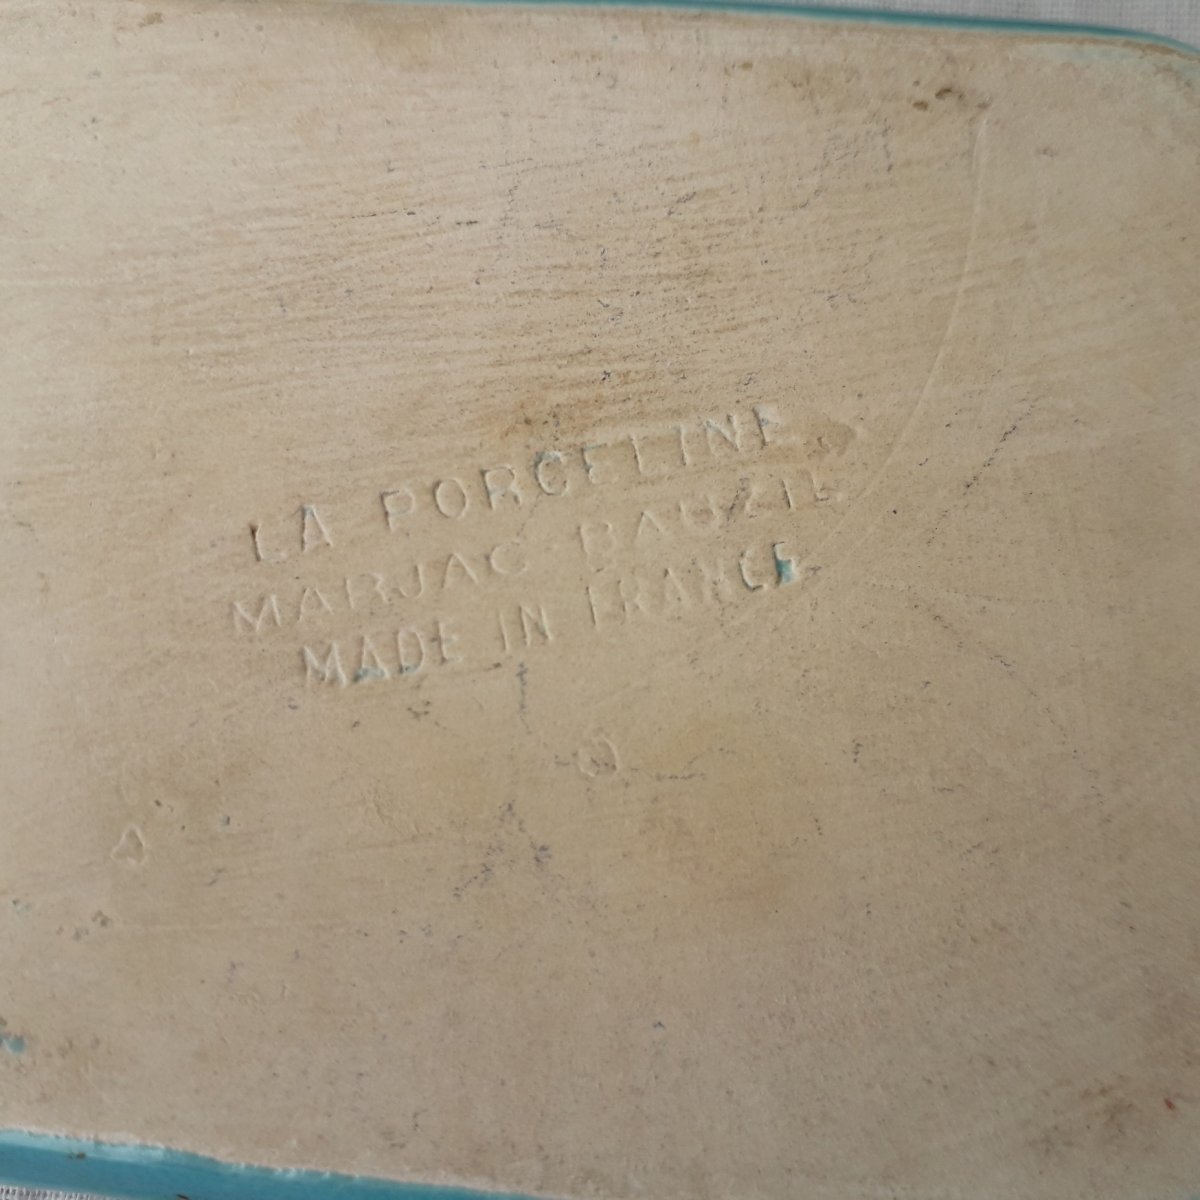 LA PORCELINE
MARJAC-BAUZIL
MADE IN FRANCE